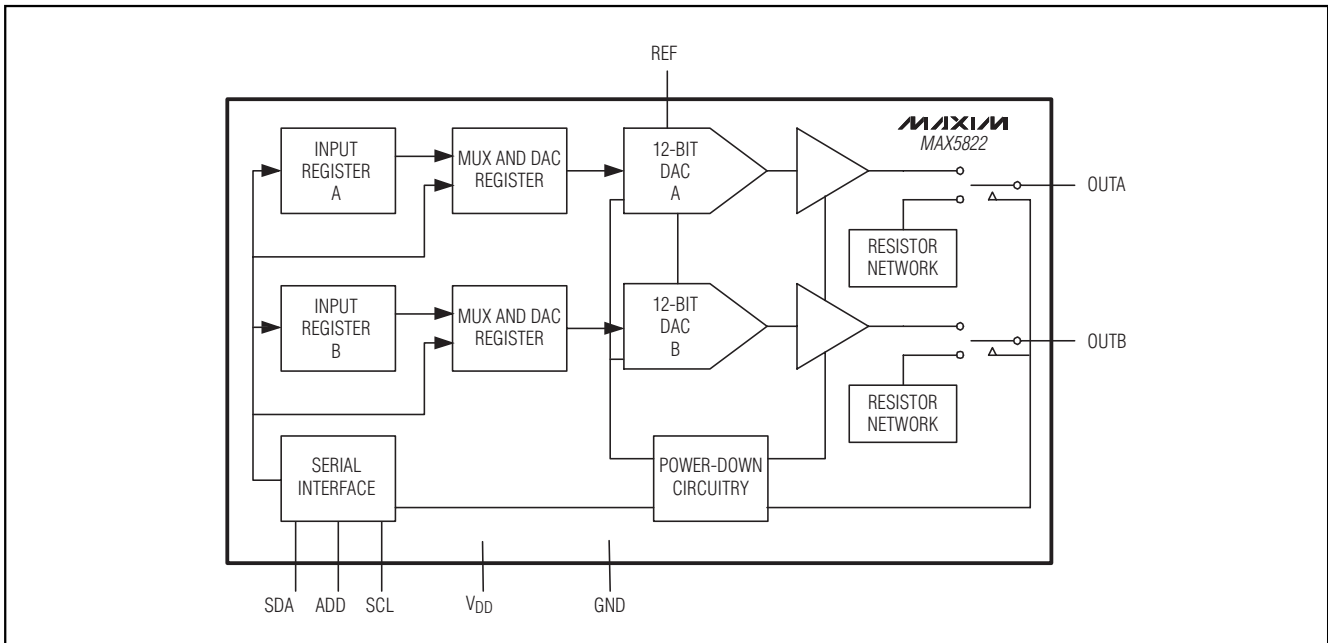 REF
MAXIM
MAX5822
INPUT
REGISTER
A
MUX AND DAC
REGISTER
12-BIT
DAC
A
OUTA
RESISTOR
NETWORK
INPUT
REGISTER
B
MUX AND DAC
REGISTER
12-BIT
DAC
B
OUTB
RESISTOR
NETWORK
SERIAL
INTERFACE
POWER-DOWN
CIRCUITRY
SDA
ADD
SCL
VDD
GND